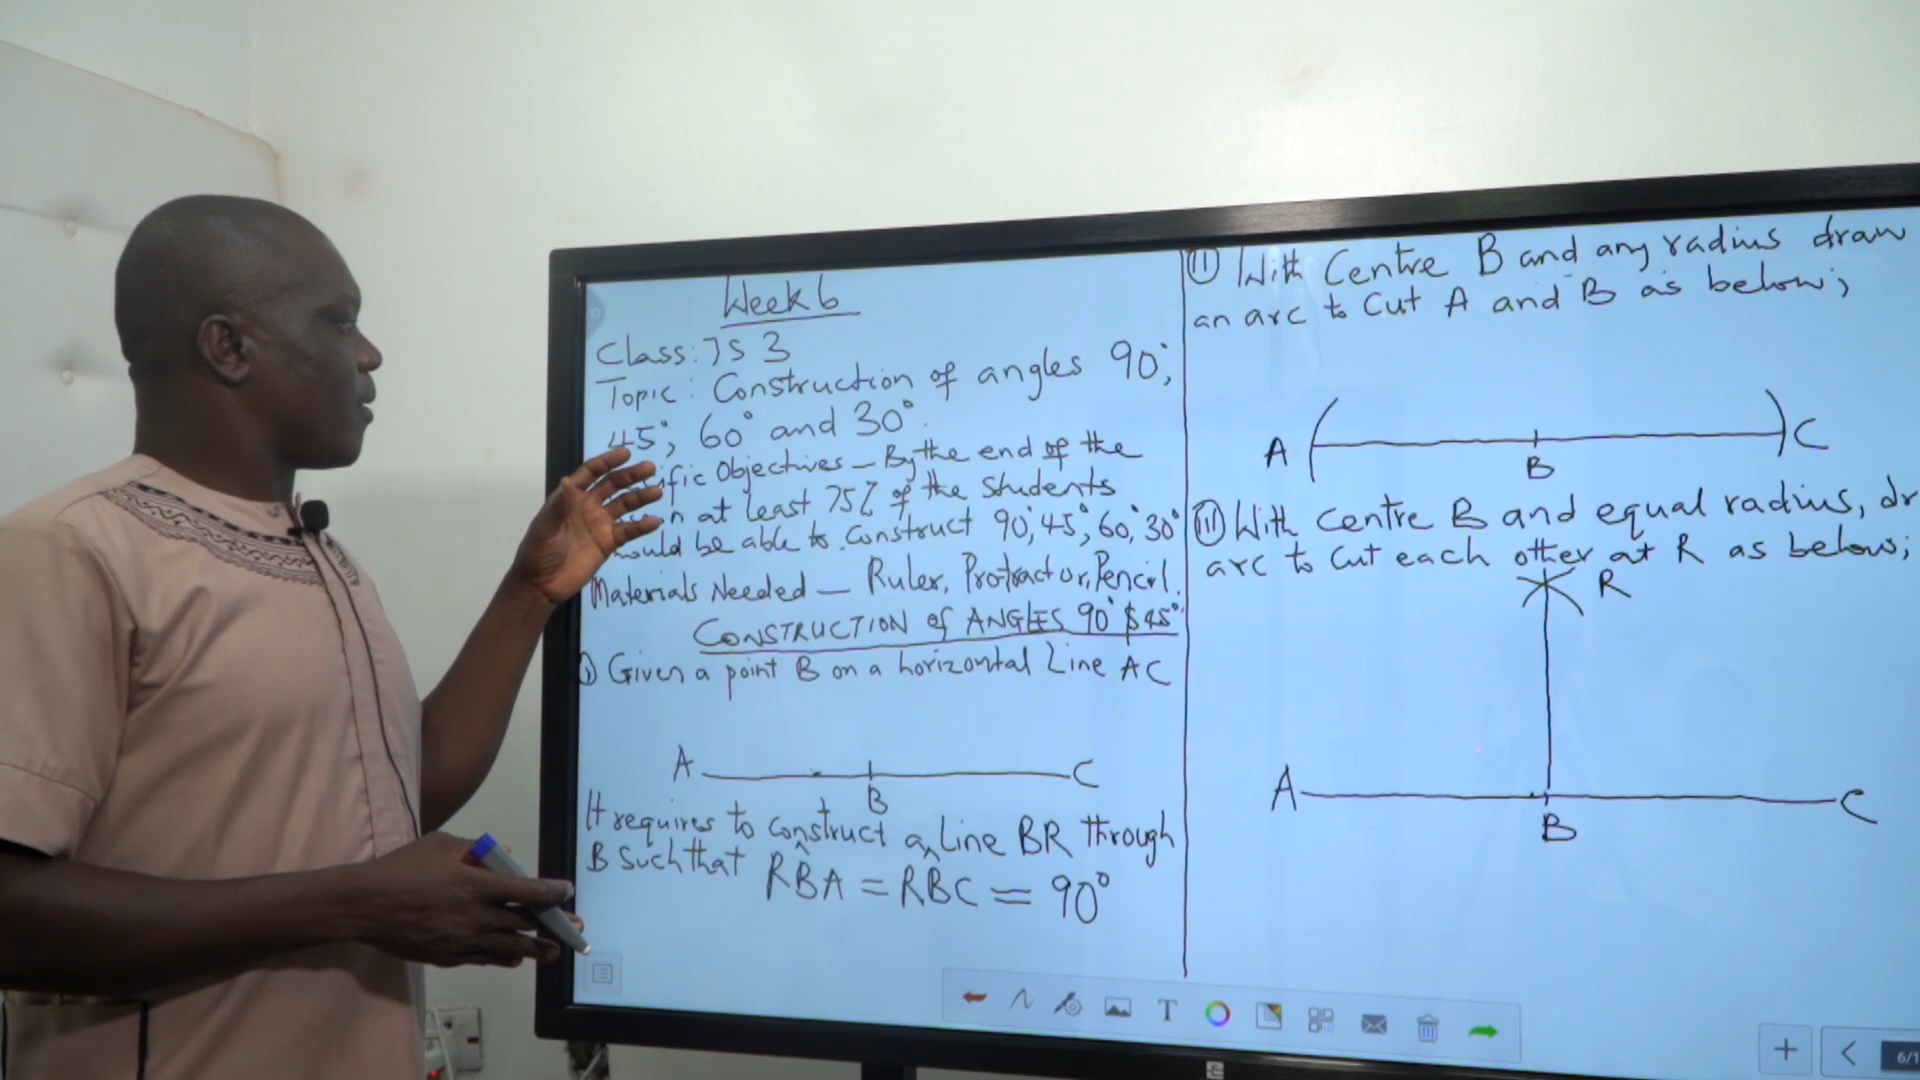 Week 6
Class: JS 3
Topic: Construction of angles 90°,
45°, 60° and 30°.
Objectives - By the end of the
at least 75% of the students
be able to construct 90°, 45°, 60°, 30°
Materials Needed - Ruler, Protractor, Pencil.
CONSTRUCTION of ANGLES 90° & 45°
Given a point B on a horizontal Line AC
A C
B
It requires to construct a Line BR through
B such that RB̂A = RB̂C = 90°
(II) With Centre B and any radius draw
an arc to Cut A and B as below;
A C
B
(III) With centre B and equal radius,
arc to Cut each other at R as below;
R
A C
B
T